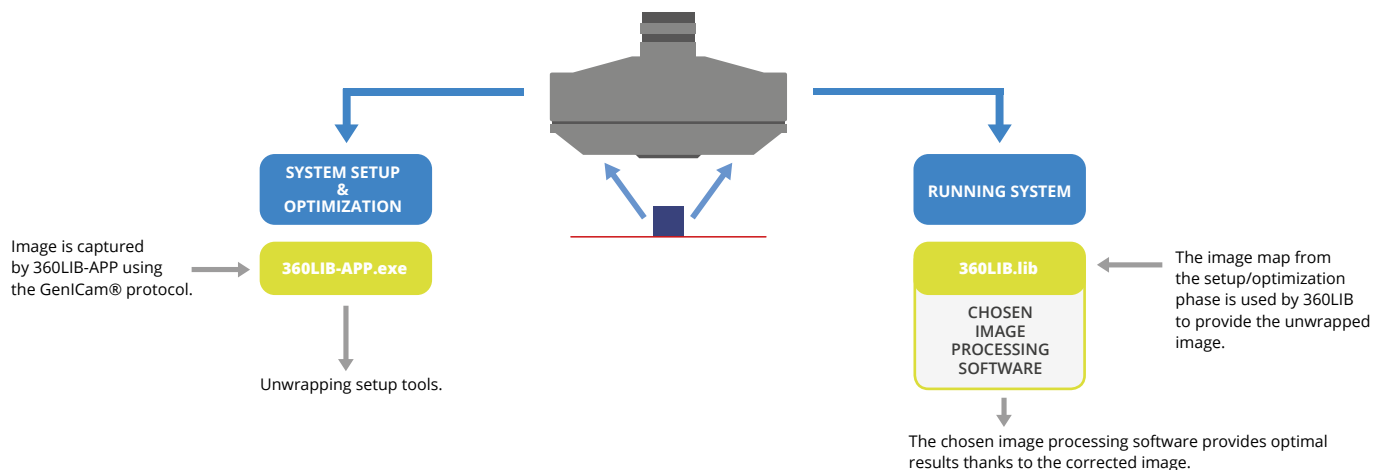 SYSTEM SETUP
&
OPTIMIZATION
Image is captured
by 360LIB-APP using
the GenICam® protocol.
360LIB-APP.exe
Unwrapping setup tools.
RUNNING SYSTEM
360LIB.lib
CHOSEN
IMAGE
PROCESSING
SOFTWARE
The image map from
the setup/optimization
phase is used by 360LIB
to provide the unwrapped
image.
The chosen image processing software provides optimal
results thanks to the corrected image.